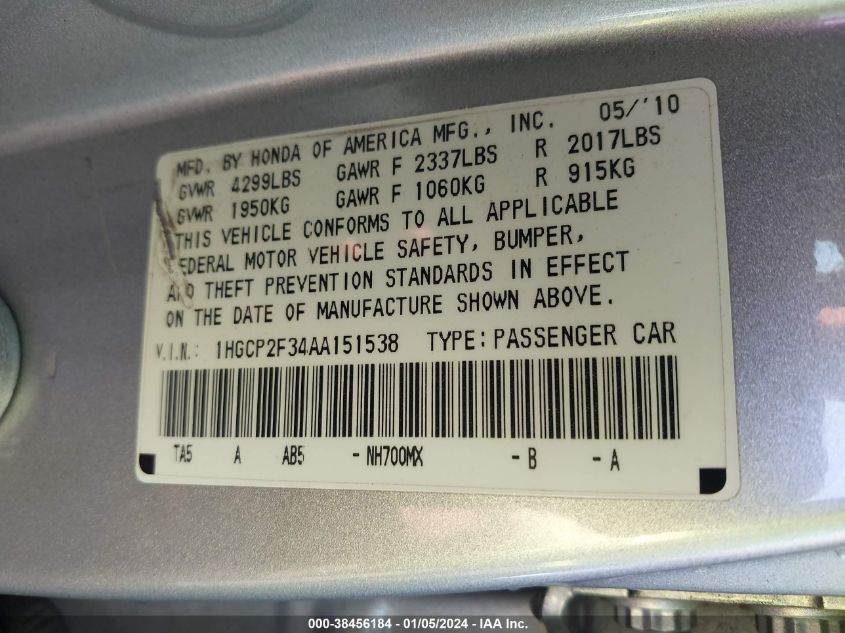 MFD. BY HONDA OF AMERICA MFG., INC. 05/'10
GVWR 4299LBS GAWR F 2337LBS R 2017LBS
GVWR 1950KG GAWR F 1060KG R 915KG
THIS VEHICLE CONFORMS TO ALL APPLICABLE
FEDERAL MOTOR VEHICLE SAFETY, BUMPER,
AND THEFT PREVENTION STANDARDS IN EFFECT
ON THE DATE OF MANUFACTURE SHOWN ABOVE.
V.I.N.: 1HGCP2F34AA151538 TYPE: PASSENGER CAR
TA5 A AB5 - NH700MX - B - A
000-38456184 - 01/05/2024 - IAA Inc.